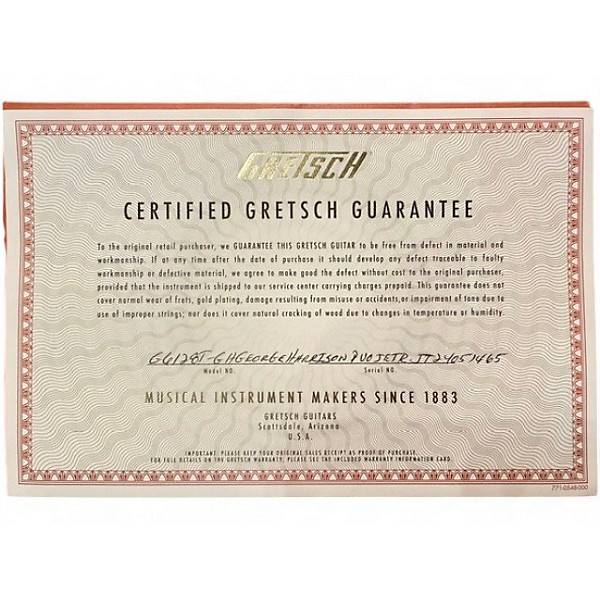 GRETSCH
CERTIFIED GRETSCH GUARANTEE
To the original retail purchaser, we GUARANTEE THIS GRETSCH GUITAR to be free from defect in material and
workmanship. If at any time after the date of purchase it should develop any defect traceable to faulty
workmanship or defective material, we agree to make good the defect without cost to the original purchaser,
provided that the instrument is shipped to our service center carrying charges prepaid. This guarantee does not
cover normal wear of frets, gold plating, damage resulting from misuse or accidents, or impairment of tone due to
use of improper strings; nor does it cover natural cracking of wood due to changes in temperature or humidity.
G6128T-GHGEORGEHARRISON DUOJETR JT24051465
Model NO. Serial NO.
MUSICAL INSTRUMENT MAKERS SINCE 1883
GRETSCH GUITARS
Scottsdale, Arizona
U.S.A.
IMPORTANT: PLEASE KEEP YOUR ORIGINAL SALES RECEIPT AS PROOF OF PURCHASE.
FOR FULL DETAILS ON THE GRETSCH WARRANTY, PLEASE SEE THE INCLUDED WARRANTY INFORMATION CARD.
771-0548-000